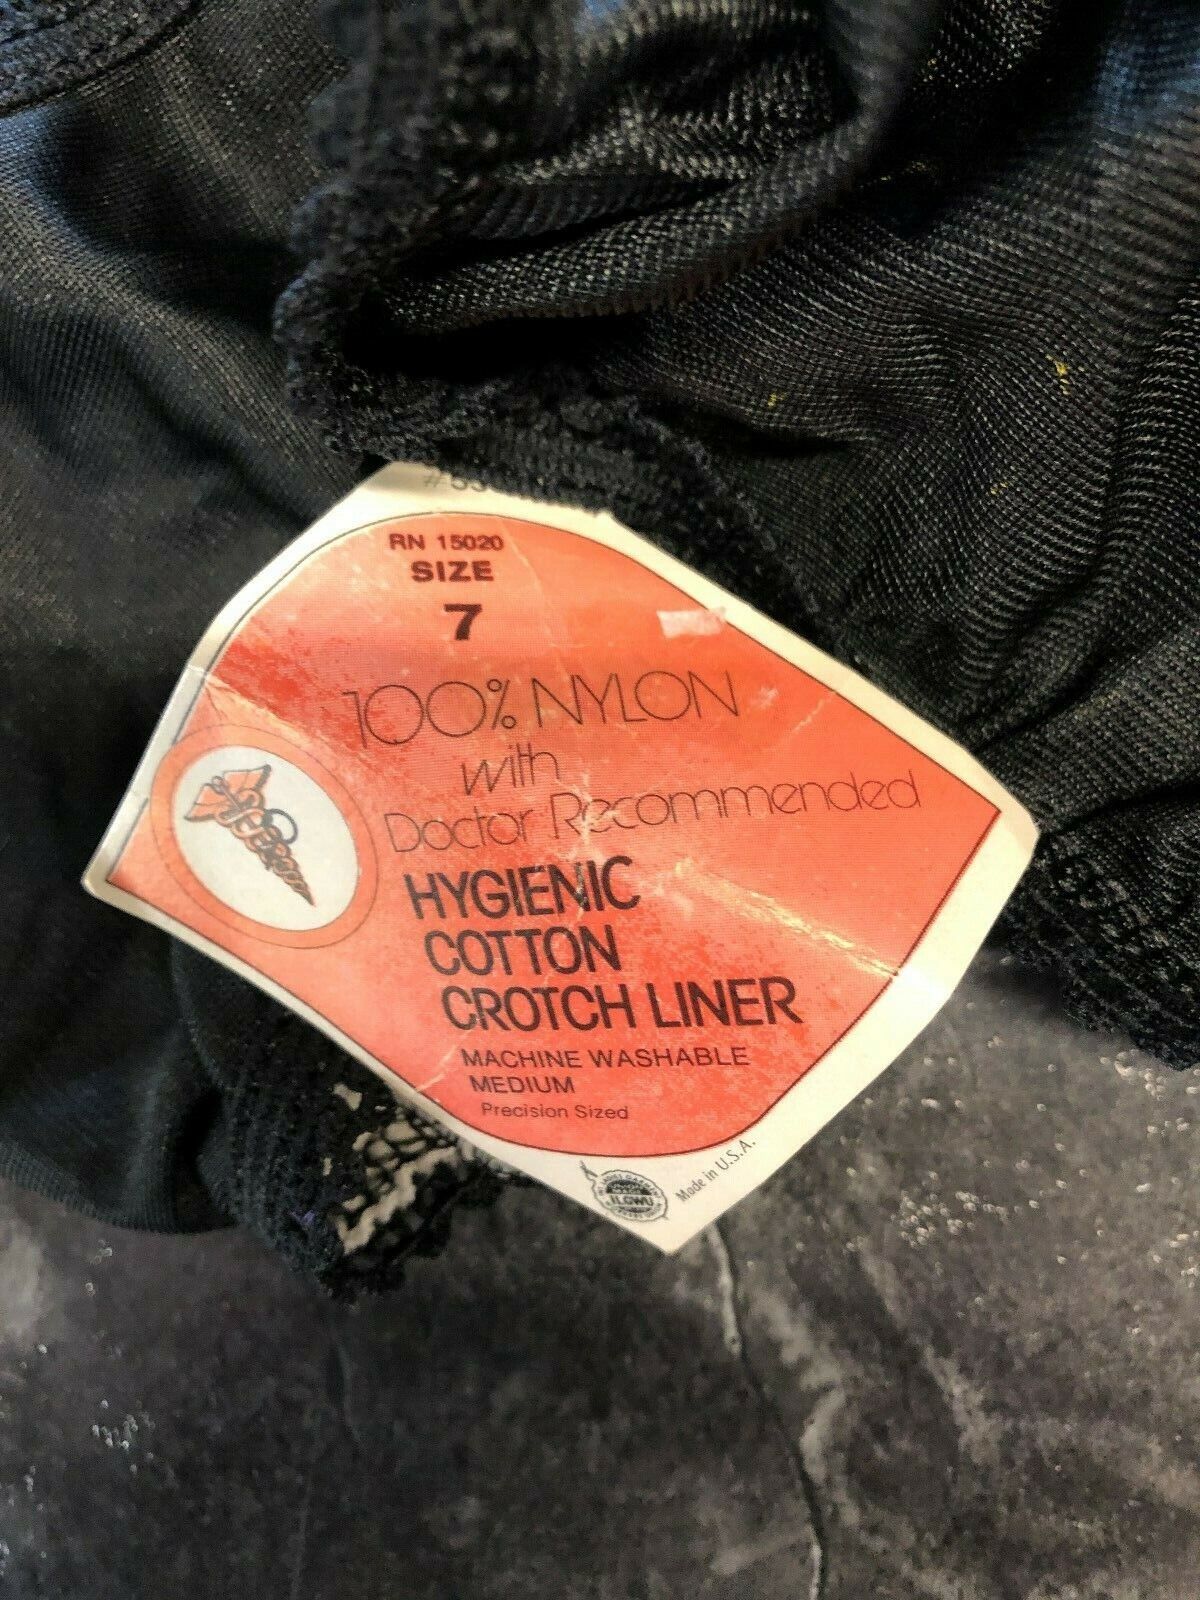 RN 15020
SIZE
7
100% NYLON
with
Doctor Recommended
HYGIENIC
COTTON
CROTCH LINER
MACHINE WASHABLE
MEDIUM
Precision Sized
ILGWU
Made in U.S.A.